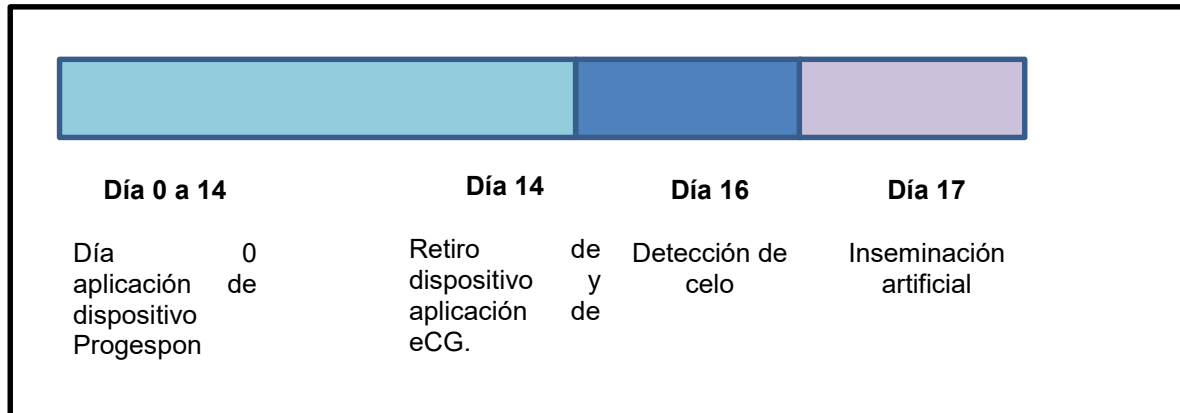 Día 0 a 14
Día 14
Día 16
Día 17
Día 0
aplicación de
dispositivo
Progespon
Retiro de
dispositivo y
aplicación de
eCG.
Detección de
celo
Inseminación
artificial